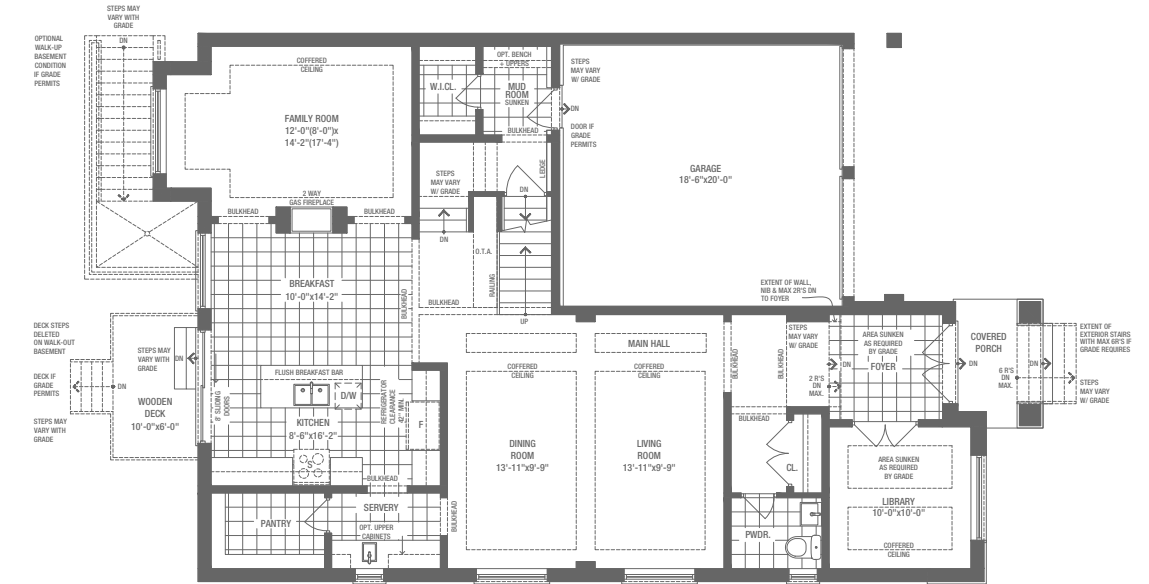 STEPS MAY
VARY WITH
GRADE
DN
OPTIONAL
WALK-UP
BASEMENT
CONDITION
IF GRADE
PERMITS
COFFERED
CEILING
FAMILY ROOM
12'-0"(8'-0")x
14'-2"(17'-4")
2 WAY
GAS FIREPLACE
BULKHEAD
BULKHEAD
W.I.CL.
OPT. BENCH
+ UPPERS
MUD
ROOM
SUNKEN
BULKHEAD
STEPS
MAY VARY
W/ GRADE
DN
DOOR IF
GRADE
PERMITS
GARAGE
18'-6"x20'-0"
STEPS
MAY VARY
W/ GRADE
DN
LEDGE
DN
O.T.A.
RAILING
UP
BULKHEAD
BREAKFAST
10'-0"x14'-2"
BULKHEAD
DECK STEPS
DELETED
ON WALK-OUT
BASEMENT
DECK IF
GRADE
PERMITS
STEPS MAY
VARY WITH
GRADE
DN
STEPS MAY
VARY WITH
GRADE
DN
WOODEN
DECK
10'-0"x6'-0"
8' SLIDING
DOORS
FLUSH BREAKFAST BAR
D/W
KITCHEN
8'-6"x16'-2"
S
REFRIGERATOR
CLEARANCE
42" MIN.
F
BULKHEAD
PANTRY
SERVERY
OPT. UPPER
CABINETS
BULKHEAD
COFFERED
CEILING
DINING
ROOM
13'-11"x9'-9"
MAIN HALL
COFFERED
CEILING
LIVING
ROOM
13'-11"x9'-9"
BULKHEAD
BULKHEAD
EXTENT OF WALL,
NIB & MAX 2R'S DN
TO FOYER
STEPS
MAY VARY
W/ GRADE
DN
2 R'S
DN
MAX.
BULKHEAD
CL.
PWDR.
AREA SUNKEN
AS REQUIRED
BY GRADE
FOYER
DN
COVERED
PORCH
6 R'S
DN
MAX.
DN
EXTENT OF
EXTERIOR STAIRS
WITH MAX 6R'S IF
GRADE REQUIRES
STEPS
MAY VARY
W/ GRADE
AREA SUNKEN
AS REQUIRED
BY GRADE
LIBRARY
10'-0"x10'-0"
COFFERED
CEILING